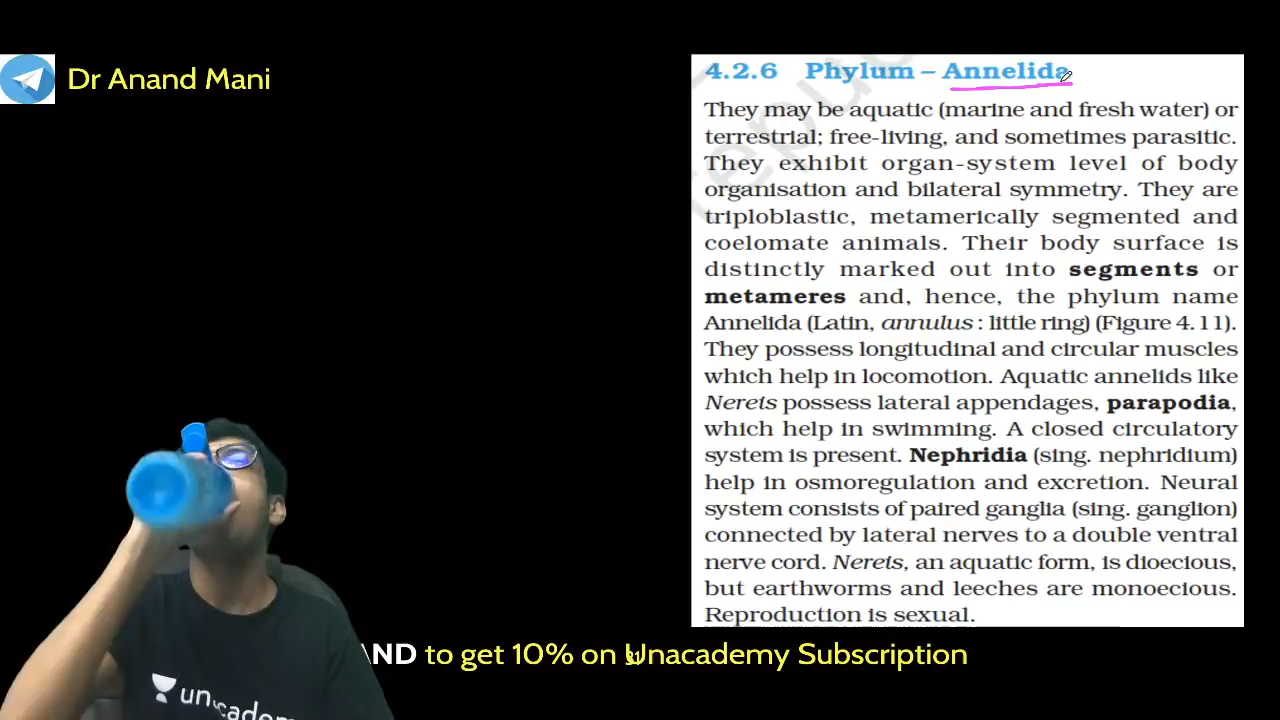 Dr Anand Mani
4.2.6 Phylum – Annelida
They may be aquatic (marine and fresh water) or
terrestrial; free-living, and sometimes parasitic.
They exhibit organ-system level of body
organisation and bilateral symmetry. They are
triploblastic, metamerically segmented and
coelomate animals. Their body surface is
distinctly marked out into segments or
metameres and, hence, the phylum name
Annelida (Latin, annulus : little ring) (Figure 4.11).
They possess longitudinal and circular muscles
which help in locomotion. Aquatic annelids like
Nereis possess lateral appendages, parapodia,
which help in swimming. A closed circulatory
system is present. Nephridia (sing. nephridium)
help in osmoregulation and excretion. Neural
system consists of paired ganglia (sing. ganglion)
connected by lateral nerves to a double ventral
nerve cord. Nereis, an aquatic form, is dioecious,
but earthworms and leeches are monoecious.
Reproduction is sexual.
to get 10% on Unacademy Subscription